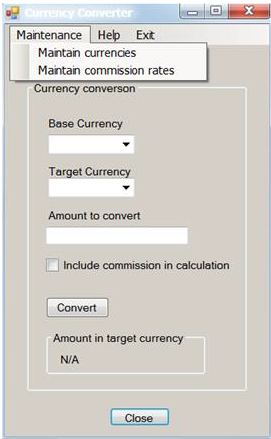 Currency Converter
Maintenance Help Exit
Maintain currencies
Maintain commission rates
Currency converson
Base Currency
Target Currency
Amount to convert
Include commission in calculation
Convert
Amount in target currency
N/A
Close